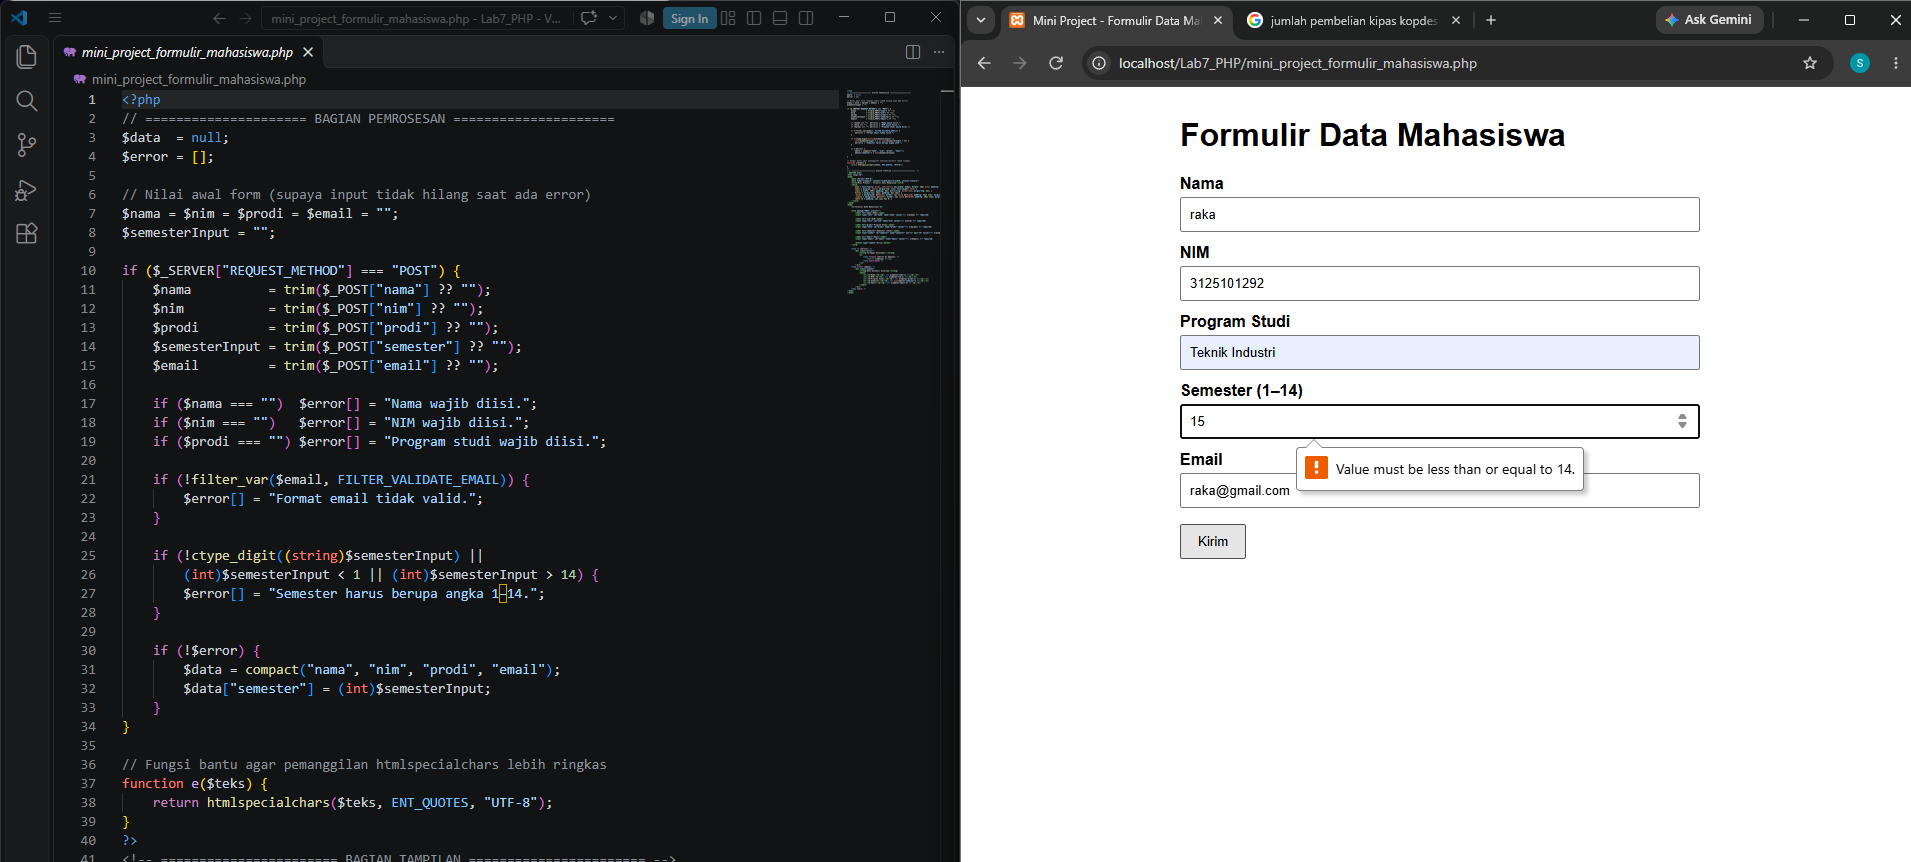 mini_project_formulir_mahasiswa.php - Lab7_PHP - V...
Sign In
mini_project_formulir_mahasiswa.php
mini_project_formulir_mahasiswa.php
1 <?php
2 // ===================== BAGIAN PEMROSESAN =====================
3 $data  = null;
4 $error = [];
5
6 // Nilai awal form (supaya input tidak hilang saat ada error)
7 $nama = $nim = $prodi = $email = "";
8 $semesterInput = "";
9
10 if ($_SERVER["REQUEST_METHOD"] === "POST") {
11     $nama          = trim($_POST["nama"] ?? "");
12     $nim           = trim($_POST["nim"] ?? "");
13     $prodi         = trim($_POST["prodi"] ?? "");
14     $semesterInput = trim($_POST["semester"] ?? "");
15     $email         = trim($_POST["email"] ?? "");
16
17     if ($nama === "")  $error[] = "Nama wajib diisi.";
18     if ($nim === "")   $error[] = "NIM wajib diisi.";
19     if ($prodi === "") $error[] = "Program studi wajib diisi.";
20
21     if (!filter_var($email, FILTER_VALIDATE_EMAIL)) {
22         $error[] = "Format email tidak valid.";
23     }
24
25     if (!ctype_digit((string)$semesterInput) ||
26         (int)$semesterInput < 1 || (int)$semesterInput > 14) {
27         $error[] = "Semester harus berupa angka 1–14.";
28     }
29
30     if (!$error) {
31         $data = compact("nama", "nim", "prodi", "email");
32         $data["semester"] = (int)$semesterInput;
33     }
34 }
35
36 // Fungsi bantu agar pemanggilan htmlspecialchars lebih ringkas
37 function e($teks) {
38     return htmlspecialchars($teks, ENT_QUOTES, "UTF-8");
39 }
40 ?>
41 <!-- ======================= BAGIAN TAMPILAN ======================= -->
Mini Project - Formulir Data Ma
jumlah pembelian kipas kopdes
Ask Gemini
localhost/Lab7_PHP/mini_project_formulir_mahasiswa.php
S
Formulir Data Mahasiswa
Nama
raka
NIM
3125101292
Program Studi
Teknik Industri
Semester (1–14)
15
Value must be less than or equal to 14.
Email
raka@gmail.com
Kirim